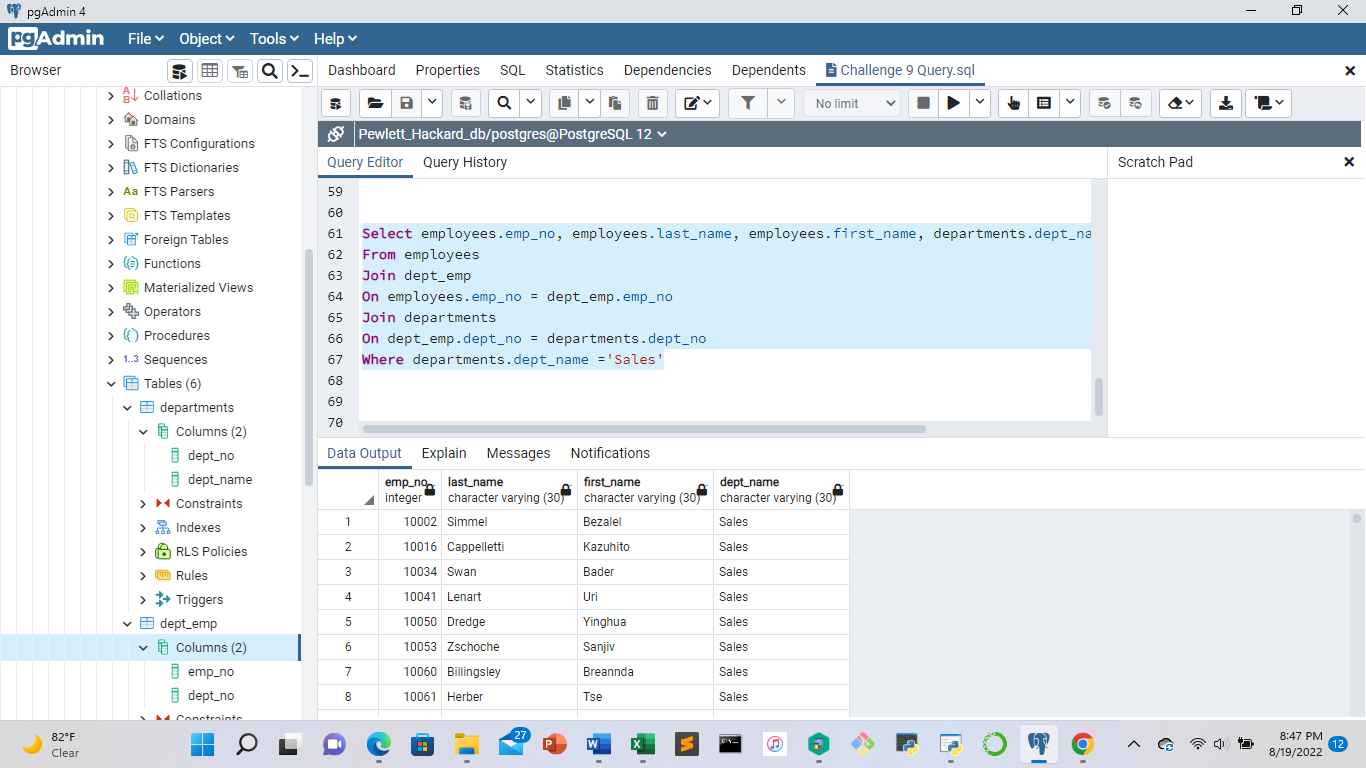 pgAdmin 4
pgAdmin File Object Tools Help
Browser
Dashboard Properties SQL Statistics Dependencies Dependents Challenge 9 Query.sql
No limit
Pewlett_Hackard_db/postgres@PostgreSQL 12
Query Editor Query History
Scratch Pad
Collations
Domains
FTS Configurations
FTS Dictionaries
Aa FTS Parsers
FTS Templates
Foreign Tables
Functions
Materialized Views
Operators
Procedures
1..3 Sequences
Tables (6)
departments
Columns (2)
dept_no
dept_name
Constraints
Indexes
RLS Policies
Rules
Triggers
dept_emp
Columns (2)
emp_no
dept_no
Constraints
59
60
61 Select employees.emp_no, employees.last_name, employees.first_name, departments.dept_na
62 From employees
63 Join dept_emp
64 On employees.emp_no = dept_emp.emp_no
65 Join departments
66 On dept_emp.dept_no = departments.dept_no
67 Where departments.dept_name ='Sales'
68
69
70
Data Output Explain Messages Notifications
emp_no last_name first_name dept_name
integer character varying (30) character varying (30) character varying (30)
1 10002 Simmel Bezalel Sales
2 10016 Cappelletti Kazuhito Sales
3 10034 Swan Bader Sales
4 10041 Lenart Uri Sales
5 10050 Dredge Yinghua Sales
6 10053 Zschoche Sanjiv Sales
7 10060 Billingsley Breannda Sales
8 10061 Herber Tse Sales
82°F
Clear
27
8:47 PM
8/19/2022
12